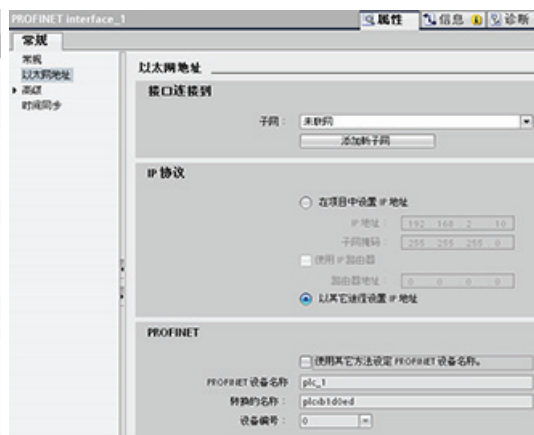 PROFINET interface_1
属性
信息
诊断
常规
常规
以太网地址
高级
时间同步
以太网地址
接口连接到
子网：
未联网
添加新子网
IP 协议
在项目中设置 IP 地址
IP 地址：
192 . 168 . 2 . 10
子网掩码：
255 . 255 . 255 . 0
使用 IP 路由器
路由器地址：
0 . 0 . 0 . 0
以其它途径设置 IP 地址
PROFINET
使用其它方法设定 PROFINET 设备名称。
PROFINET 设备名称
plc_1
转换的名称：
plcxb1d0ed
设备编号：
0